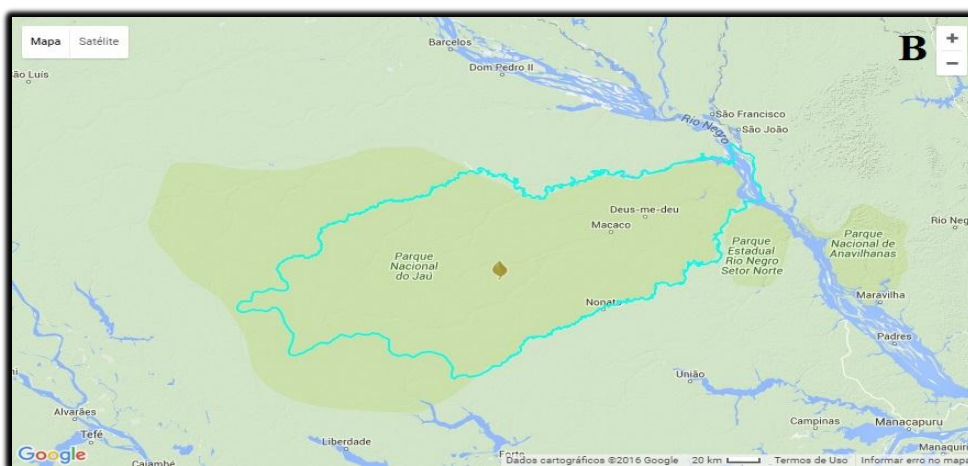 Mapa Satélite
B
+
−
Barcelos
Dom Pedro II
ão Luís
São Francisco
São João
Rio Negro
Deus-me-deu
Macaco
Parque
Nacional
do Jaú
Parque
Estadual
Rio Negro
Setor Norte
Parque
Nacional de
Anavilhanas
Rio Neg
Maravilha
Nonato
Padres
União
Alvarães
Tefé
Caiambé
Liberdade
Campinas
Manacapuru
Manaquiri
Google
Dados cartográficos ©2016 Google 20 km Termos de Uso Informar erro no mapa